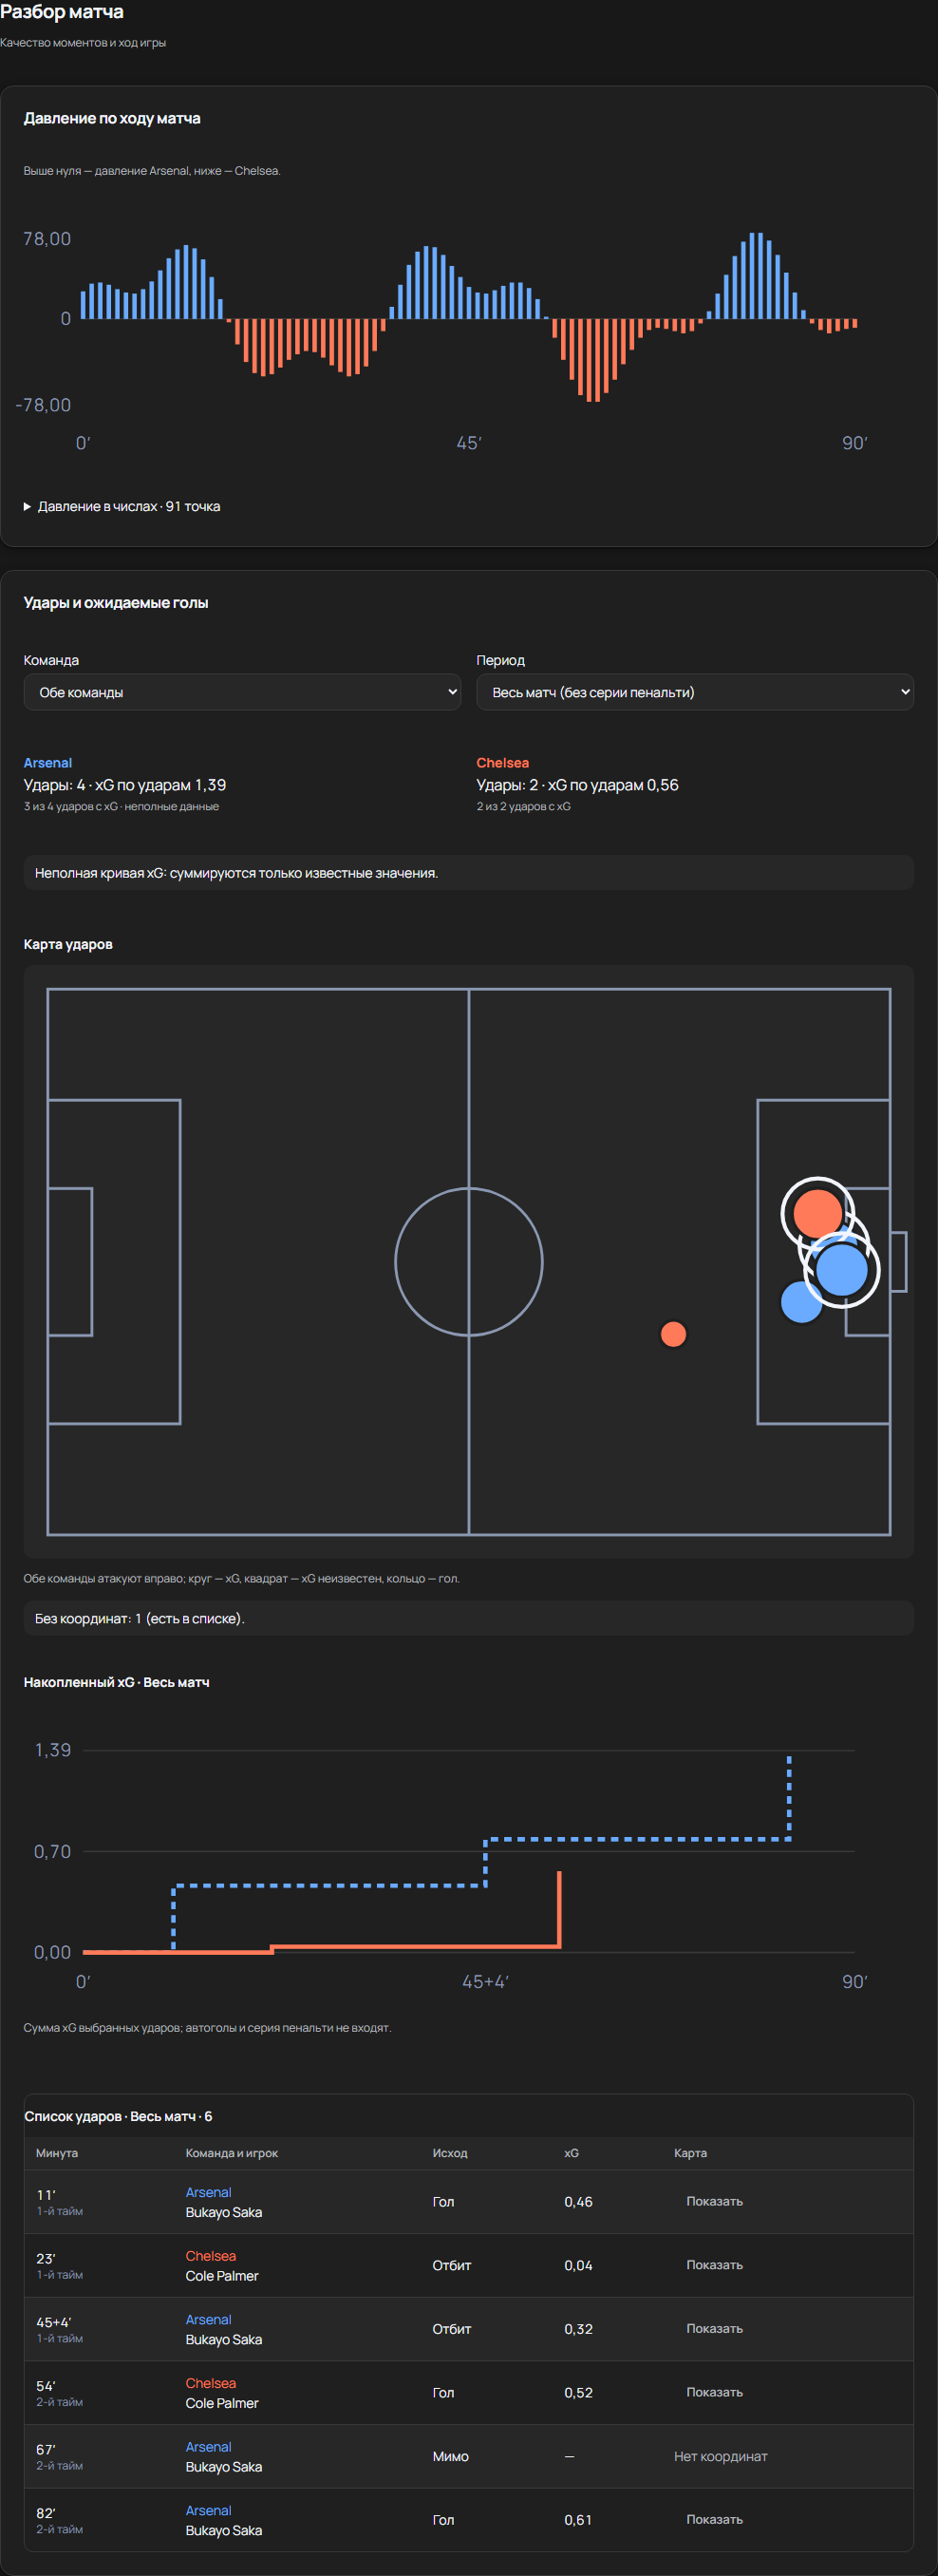 Разбор матча
Качество моментов и ход игры
Давление по ходу матча
Выше нуля — давление Arsenal, ниже — Chelsea.
78,00
0
-78,00
0′ 45′ 90′
▶ Давление в числах · 91 точка
Удары и ожидаемые голы
Команда Период
Обе команды Весь матч (без серии пенальти)
Arsenal Chelsea
Удары: 4 · xG по ударам 1,39 Удары: 2 · xG по ударам 0,56
3 из 4 ударов с xG · неполные данные 2 из 2 ударов с xG
Неполная кривая xG: суммируются только известные значения.
Карта ударов
Обе команды атакуют вправо; круг — xG, квадрат — xG неизвестен, кольцо — гол.
Без координат: 1 (есть в списке).
Накопленный xG · Весь матч
1,39
0,70
0,00
0′ 45+4′ 90′
Сумма xG выбранных ударов; автоголы и серия пенальти не входят.
Список ударов · Весь матч · 6
Минута Команда и игрок Исход xG Карта
11′ Arsenal Гол 0,46 Показать
1-й тайм Bukayo Saka
23′ Chelsea Отбит 0,04 Показать
1-й тайм Cole Palmer
45+4′ Arsenal Отбит 0,32 Показать
1-й тайм Bukayo Saka
54′ Chelsea Гол 0,52 Показать
2-й тайм Cole Palmer
67′ Arsenal Мимо — Нет координат
2-й тайм Bukayo Saka
82′ Arsenal Гол 0,61 Показать
2-й тайм Bukayo Saka